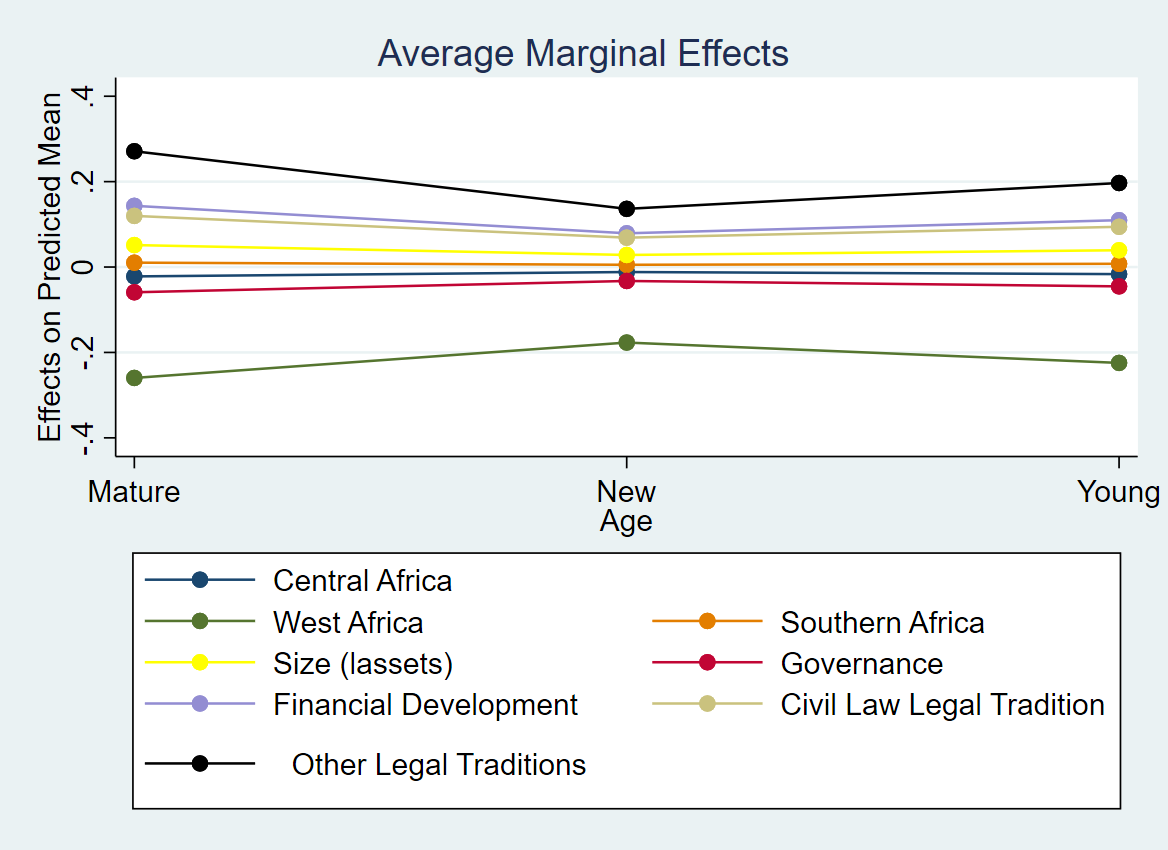 Average Marginal Effects
Effects on Predicted Mean
.4
.2
0
-.2
-.4
Mature
New
Young
Age
Central Africa
West Africa
Southern Africa
Size (lassets)
Governance
Financial Development
Civil Law Legal Tradition
Other Legal Traditions